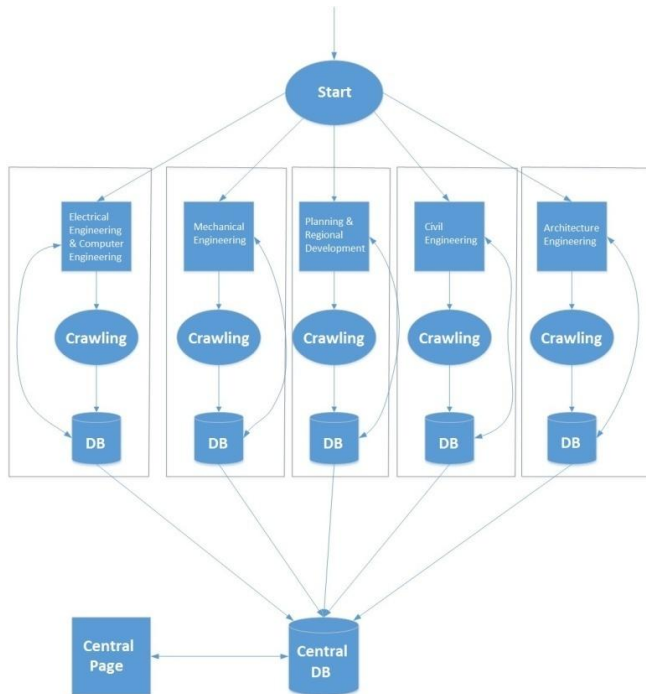 Start
Electrical
Engineering
& Computer
Engineering
Mechanical
Engineering
Planning &
Regional
Development
Civil
Engineering
Architecture
Engineering
Crawling
Crawling
Crawling
Crawling
Crawling
DB
DB
DB
DB
DB
Central
Page
Central
DB